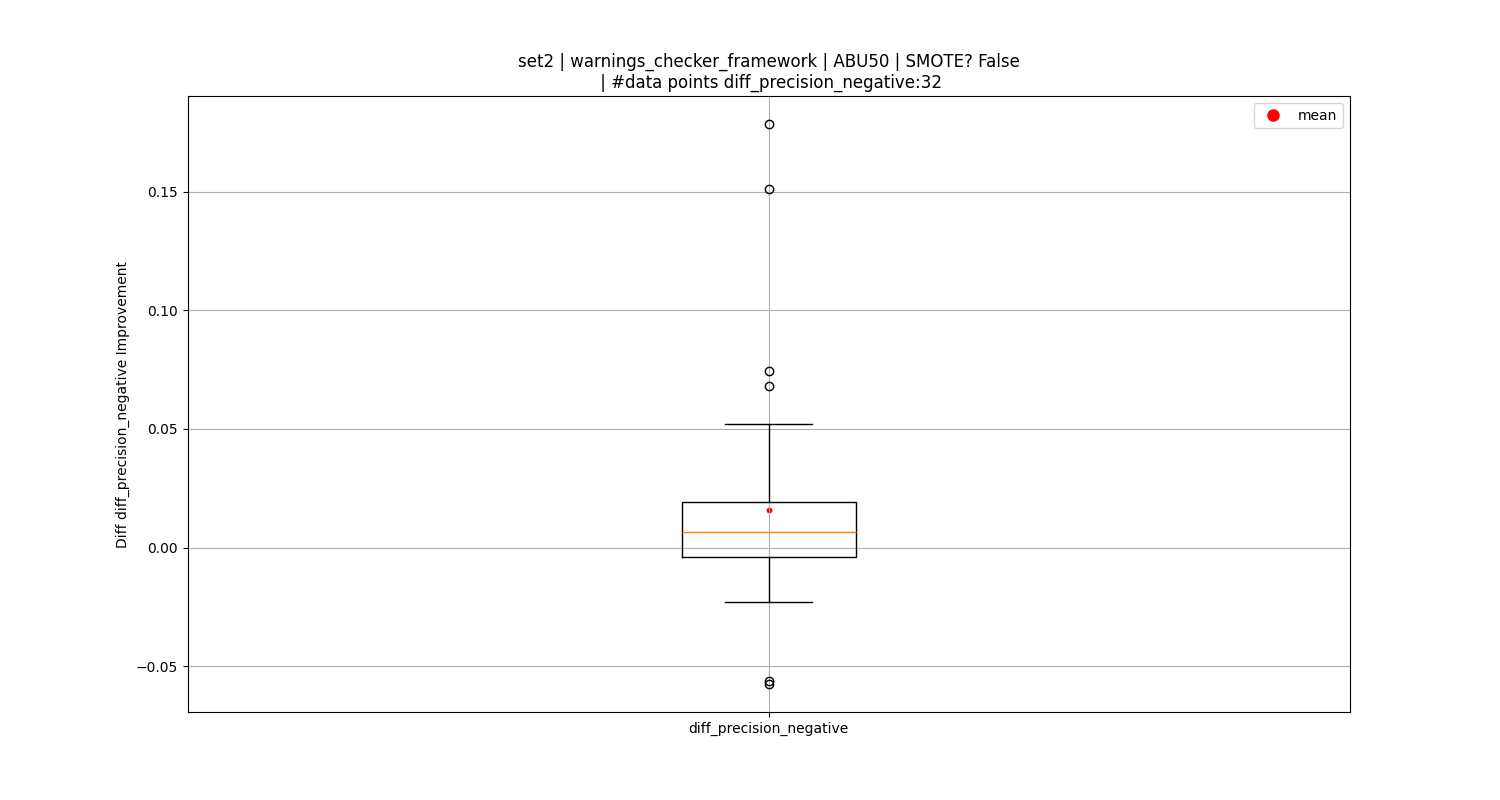 set2 | warnings_checker_framework | ABU50 | SMOTE? False
| #data points diff_precision_negative:32
mean
0.15
0.10
0.05
0.00
−0.05
Diff diff_precision_negative Improvement
diff_precision_negative